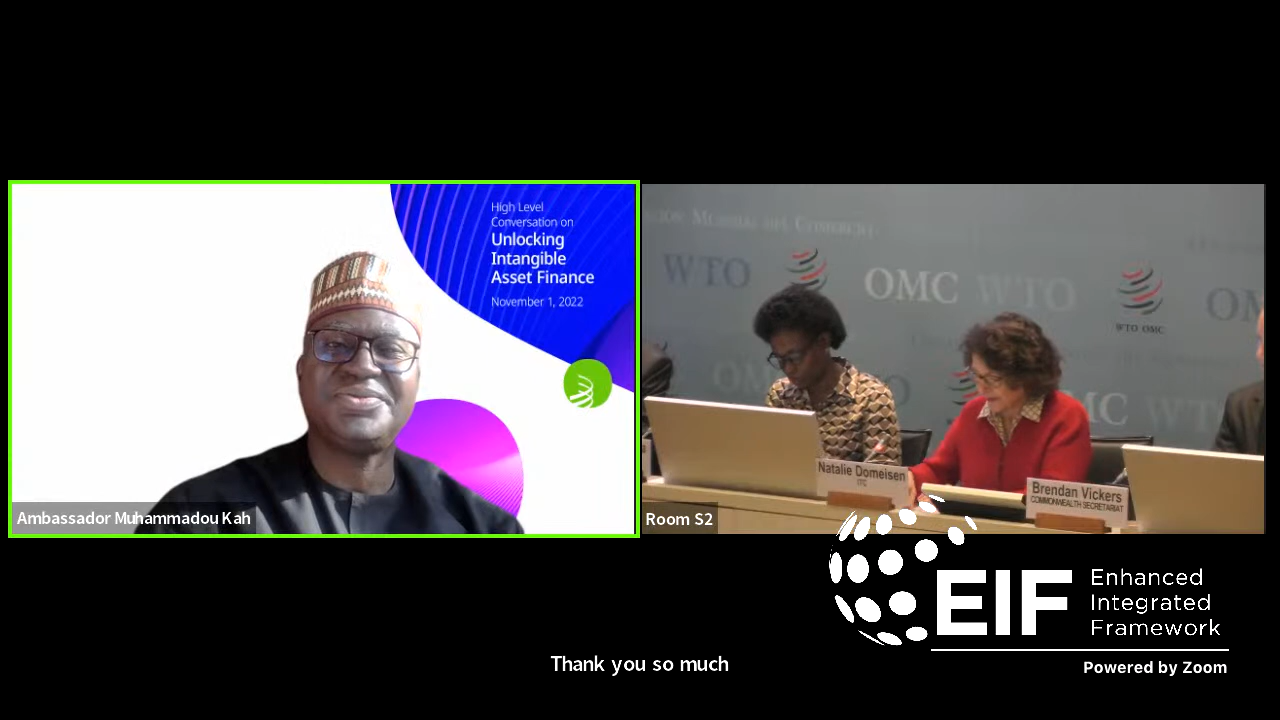 High Level
Conversation on
Unlocking
Intangible
Asset Finance
November 1, 2022
Ambassador Muhammadou Kah
WTO
OMC WTO
WTO OMC
OMC
Natalie Domeisen
ITC
Brendan Vickers
COMMONWEALTH SECRETARIAT
Room S2
EIF
Enhanced
Integrated
Framework
Powered by Zoom
Thank you so much